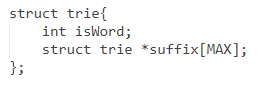 struct trie{
    int isWord;
    struct trie *suffix[MAX];
};